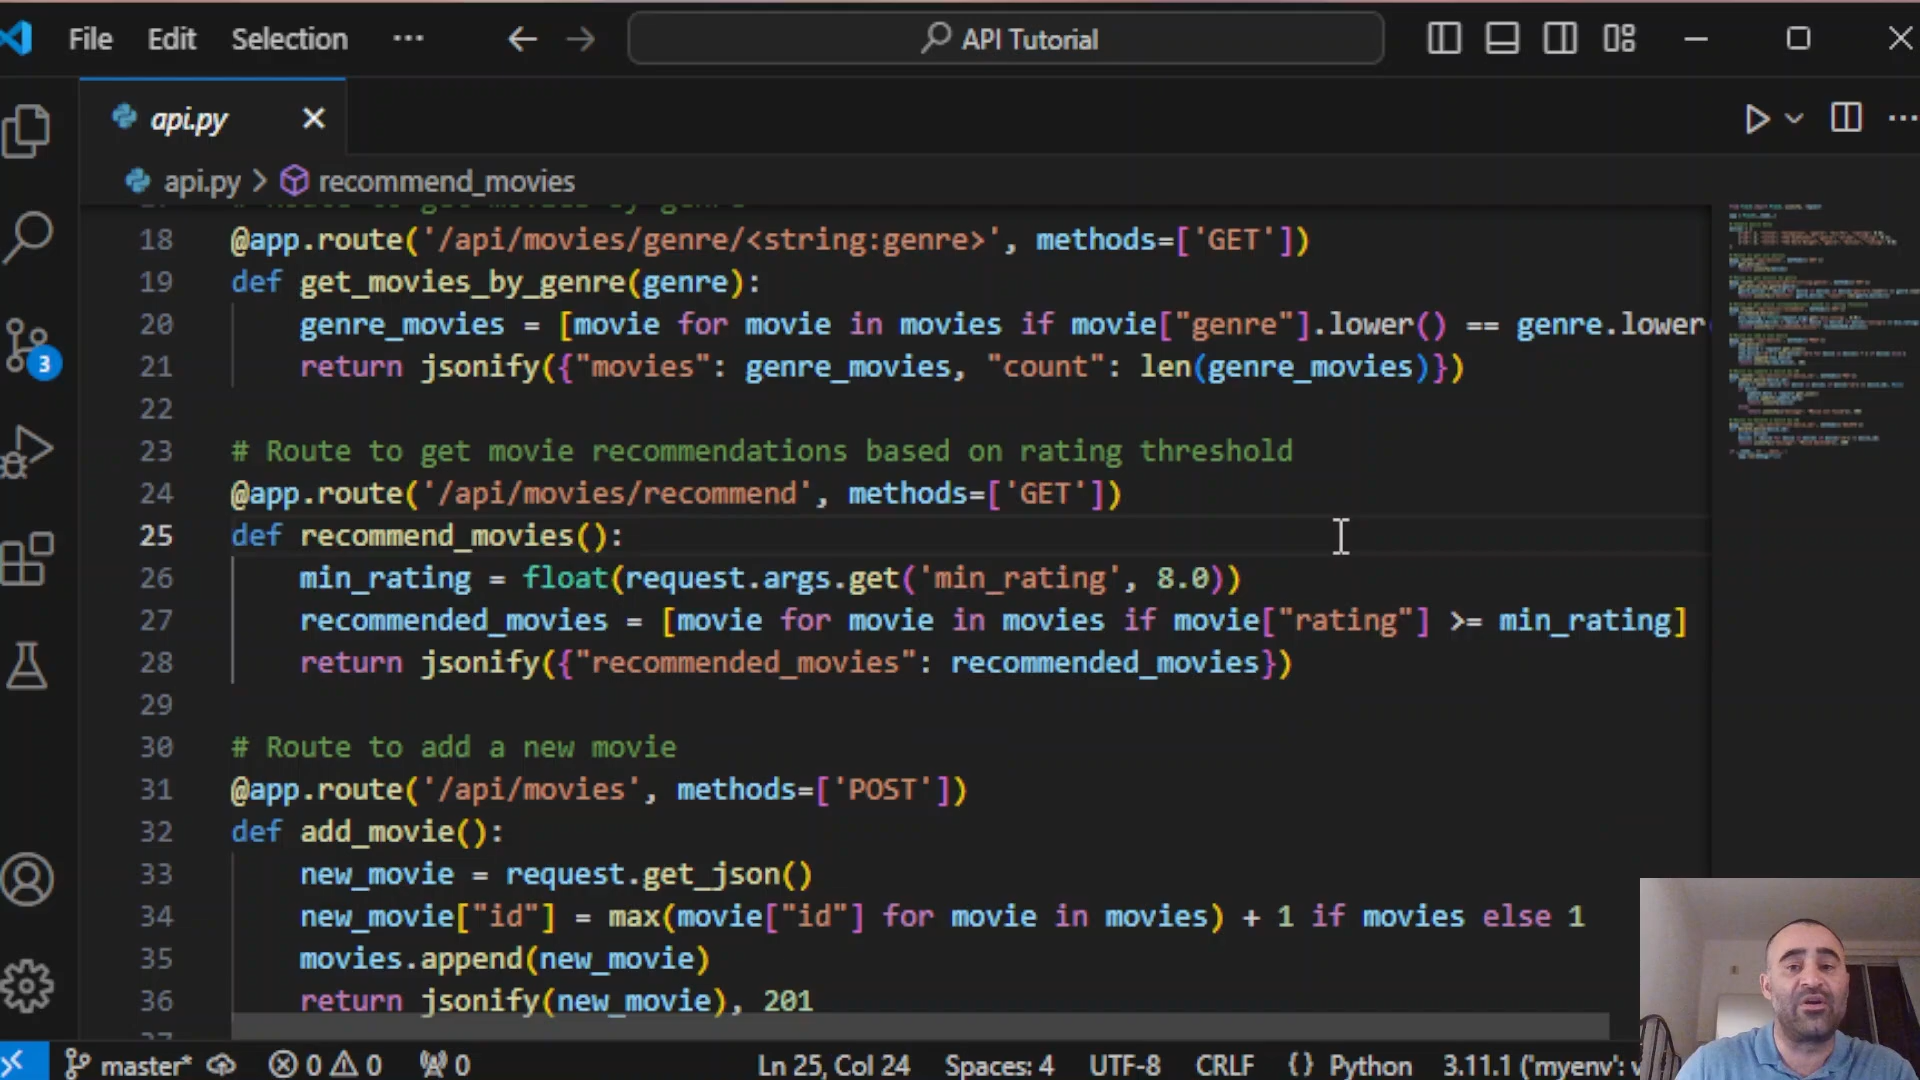 File Edit Selection ··· API Tutorial
api.py
api.py > recommend_movies
18 @app.route('/api/movies/genre/<string:genre>', methods=['GET'])
19 def get_movies_by_genre(genre):
20 genre_movies = [movie for movie in movies if movie["genre"].lower() == genre.lower
21 return jsonify({"movies": genre_movies, "count": len(genre_movies)})
22
23 # Route to get movie recommendations based on rating threshold
24 @app.route('/api/movies/recommend', methods=['GET'])
25 def recommend_movies():
26 min_rating = float(request.args.get('min_rating', 8.0))
27 recommended_movies = [movie for movie in movies if movie["rating"] >= min_rating]
28 return jsonify({"recommended_movies": recommended_movies})
29
30 # Route to add a new movie
31 @app.route('/api/movies', methods=['POST'])
32 def add_movie():
33 new_movie = request.get_json()
34 new_movie["id"] = max(movie["id"] for movie in movies) + 1 if movies else 1
35 movies.append(new_movie)
36 return jsonify(new_movie), 201
3
master* 0 0 0 Ln 25, Col 24 Spaces: 4 UTF-8 CRLF {} Python 3.11.1 ('myenv': v